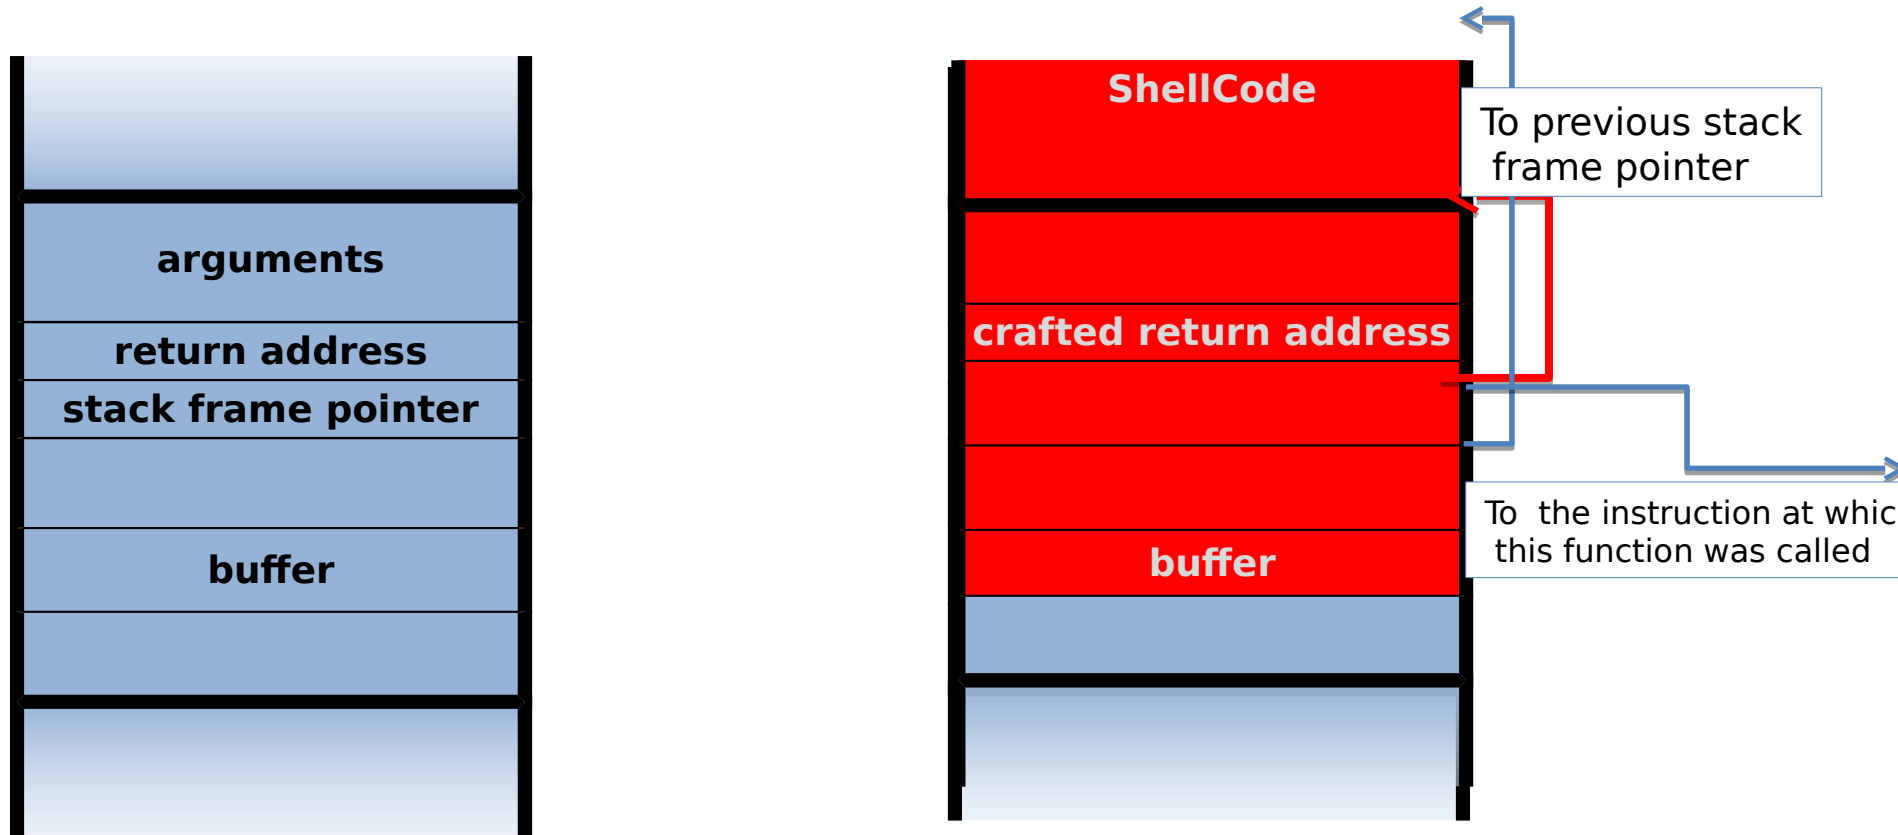 arguments
return address
stack frame pointer
buffer
ShellCode
crafted return address
buffer
To previous stack
frame pointer
To the instruction at whic
this function was called